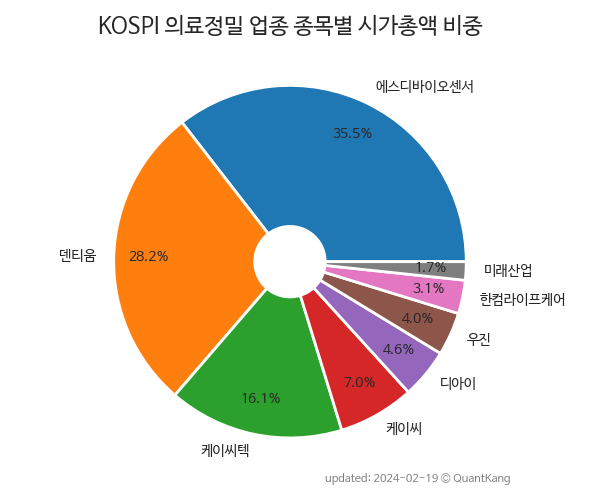 KOSPI 의료정밀 업종 종목별 시가총액 비중
에스디바이오센서
35.5%
덴티움
28.2%
1.7%
미래산업
3.1%
한컴라이프케어
4.0%
우진
4.6%
디아이
7.0%
16.1%
케이씨
케이씨텍
updated: 2024-02-19 © QuantKang